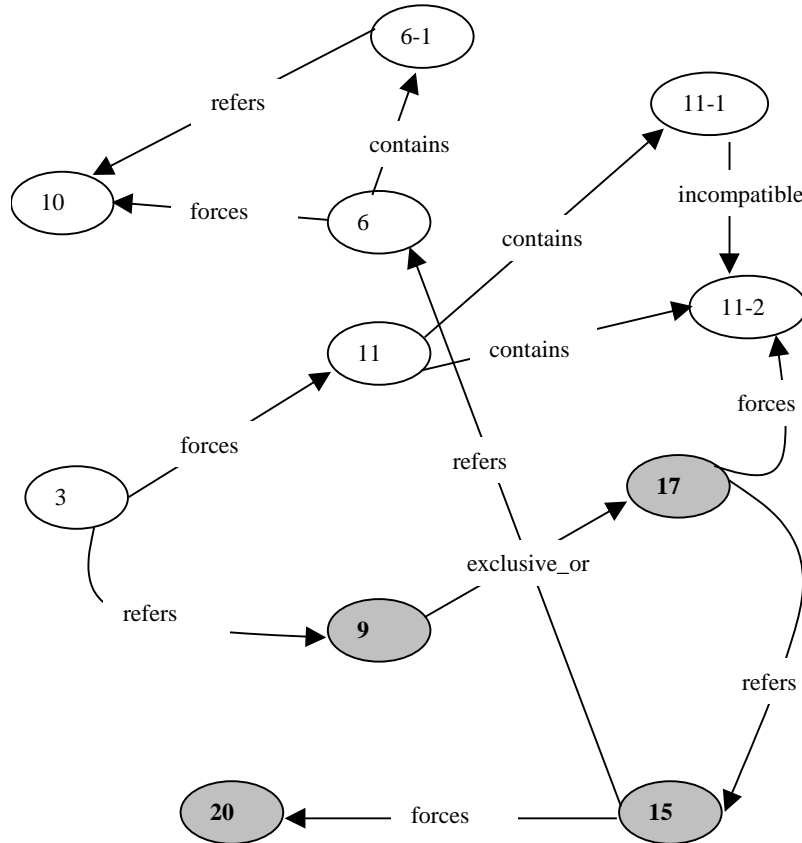 6-1
11-1
refers
contains
incompatible
10
forces
6
contains
11-2
11
contains
forces
forces
refers
17
3
exclusive_or
refers
9
refers
20
forces
15